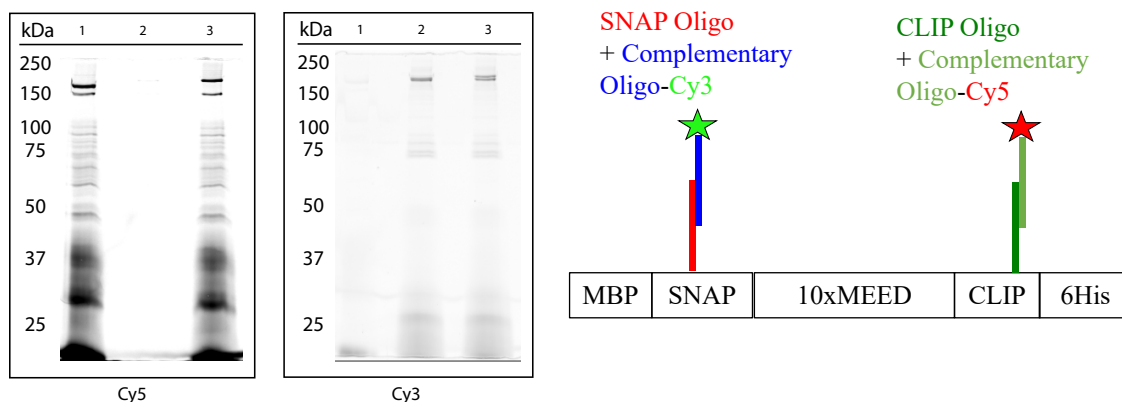 kDa 1 2 3
250
150
100
75
50
37
25
Cy5
kDa 1 2 3
250
150
100
75
50
37
25
Cy3
SNAP Oligo
+ Complementary
Oligo-Cy3
CLIP Oligo
+ Complementary
Oligo-Cy5
MBP SNAP 10xMEED CLIP 6His